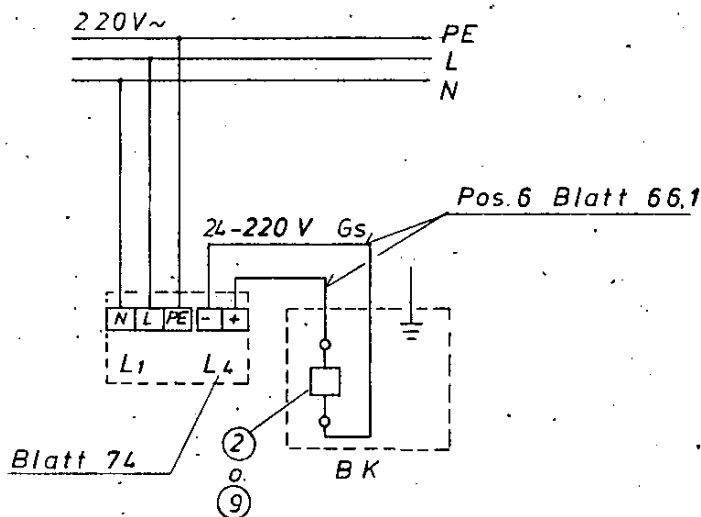 220V~
PE
L
N
Pos.6 Blatt 66,1
24-220 V Gs
N L PE - +
L1 L4
Blatt 74
2
o.
9
BK